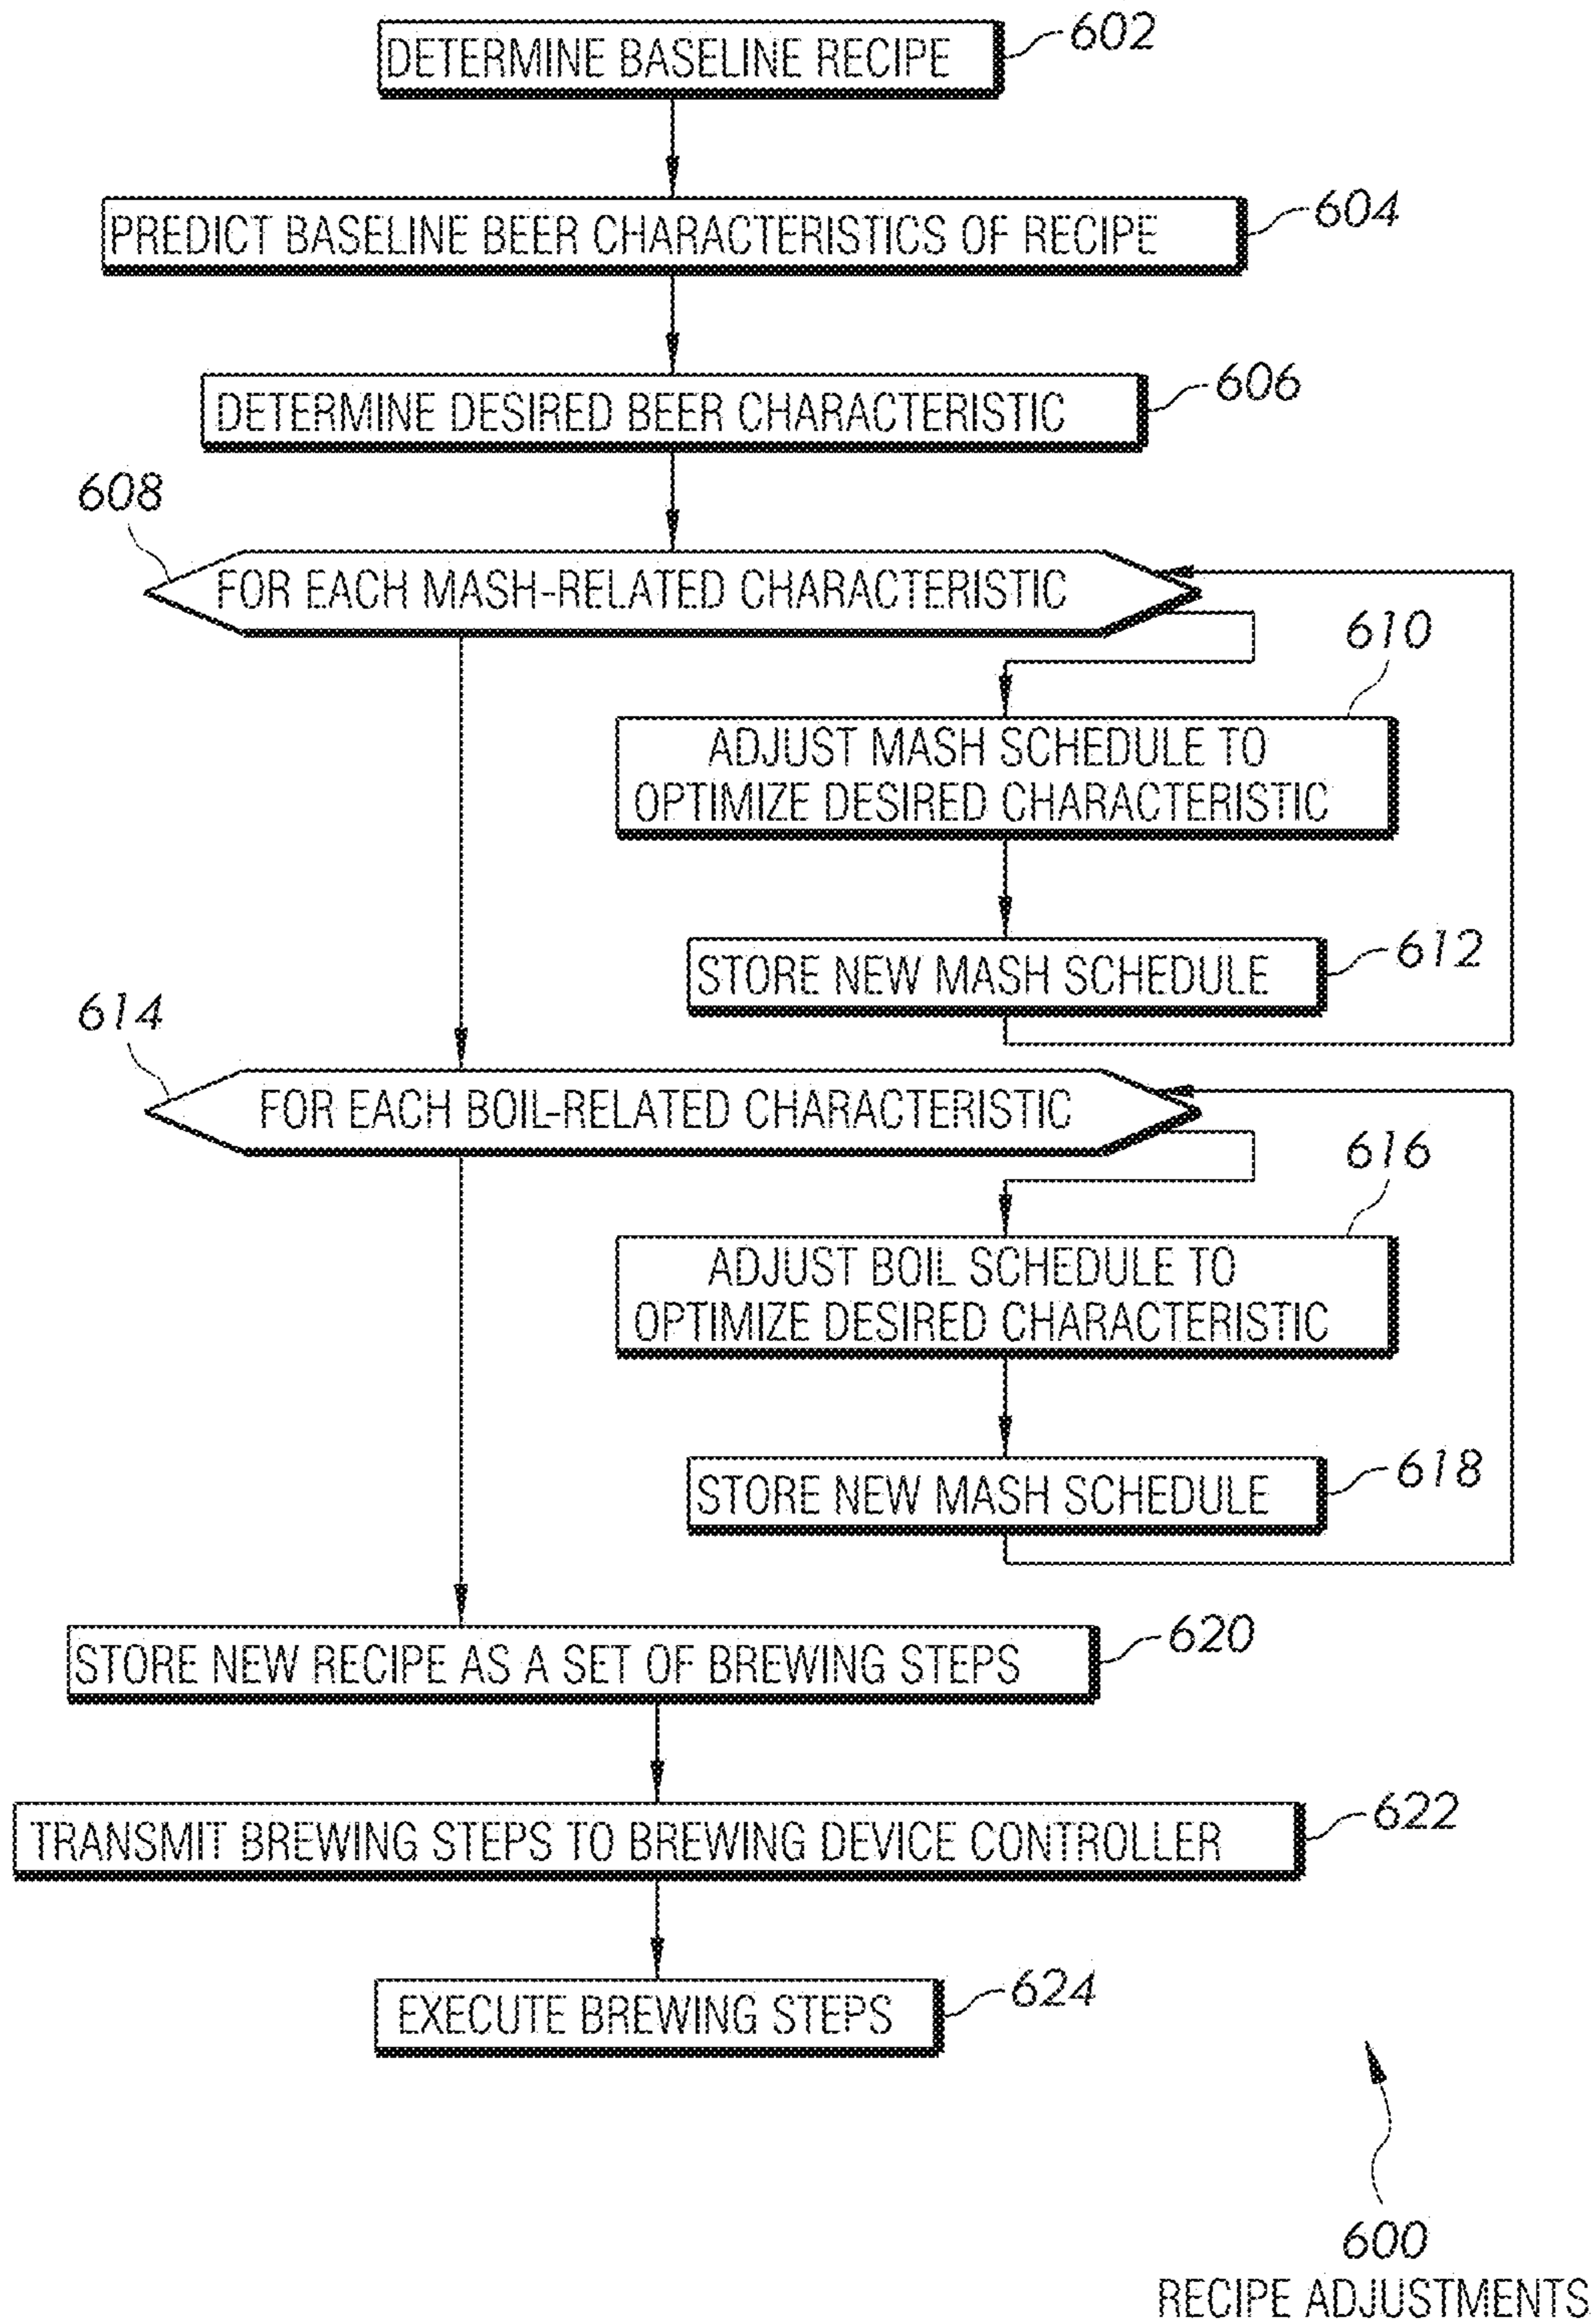 DETERMINE BASELINE RECIPE
602
PREDICT BASELINE BEER CHARACTERISTICS OF RECIPE
604
DETERMINE DESIRED BEER CHARACTERISTIC
606
608
FOR EACH MASH-RELATED CHARACTERISTIC
610
ADJUST MASH SCHEDULE TO
OPTIMIZE DESIRED CHARACTERISTIC
STORE NEW MASH SCHEDULE
612
614
FOR EACH BOIL-RELATED CHARACTERISTIC
616
ADJUST BOIL SCHEDULE TO
OPTIMIZE DESIRED CHARACTERISTIC
STORE NEW MASH SCHEDULE
618
STORE NEW RECIPE AS A SET OF BREWING STEPS
620
TRANSMIT BREWING STEPS TO BREWING DEVICE CONTROLLER
622
EXECUTE BREWING STEPS
624
600
RECIPE ADJUSTMENTS